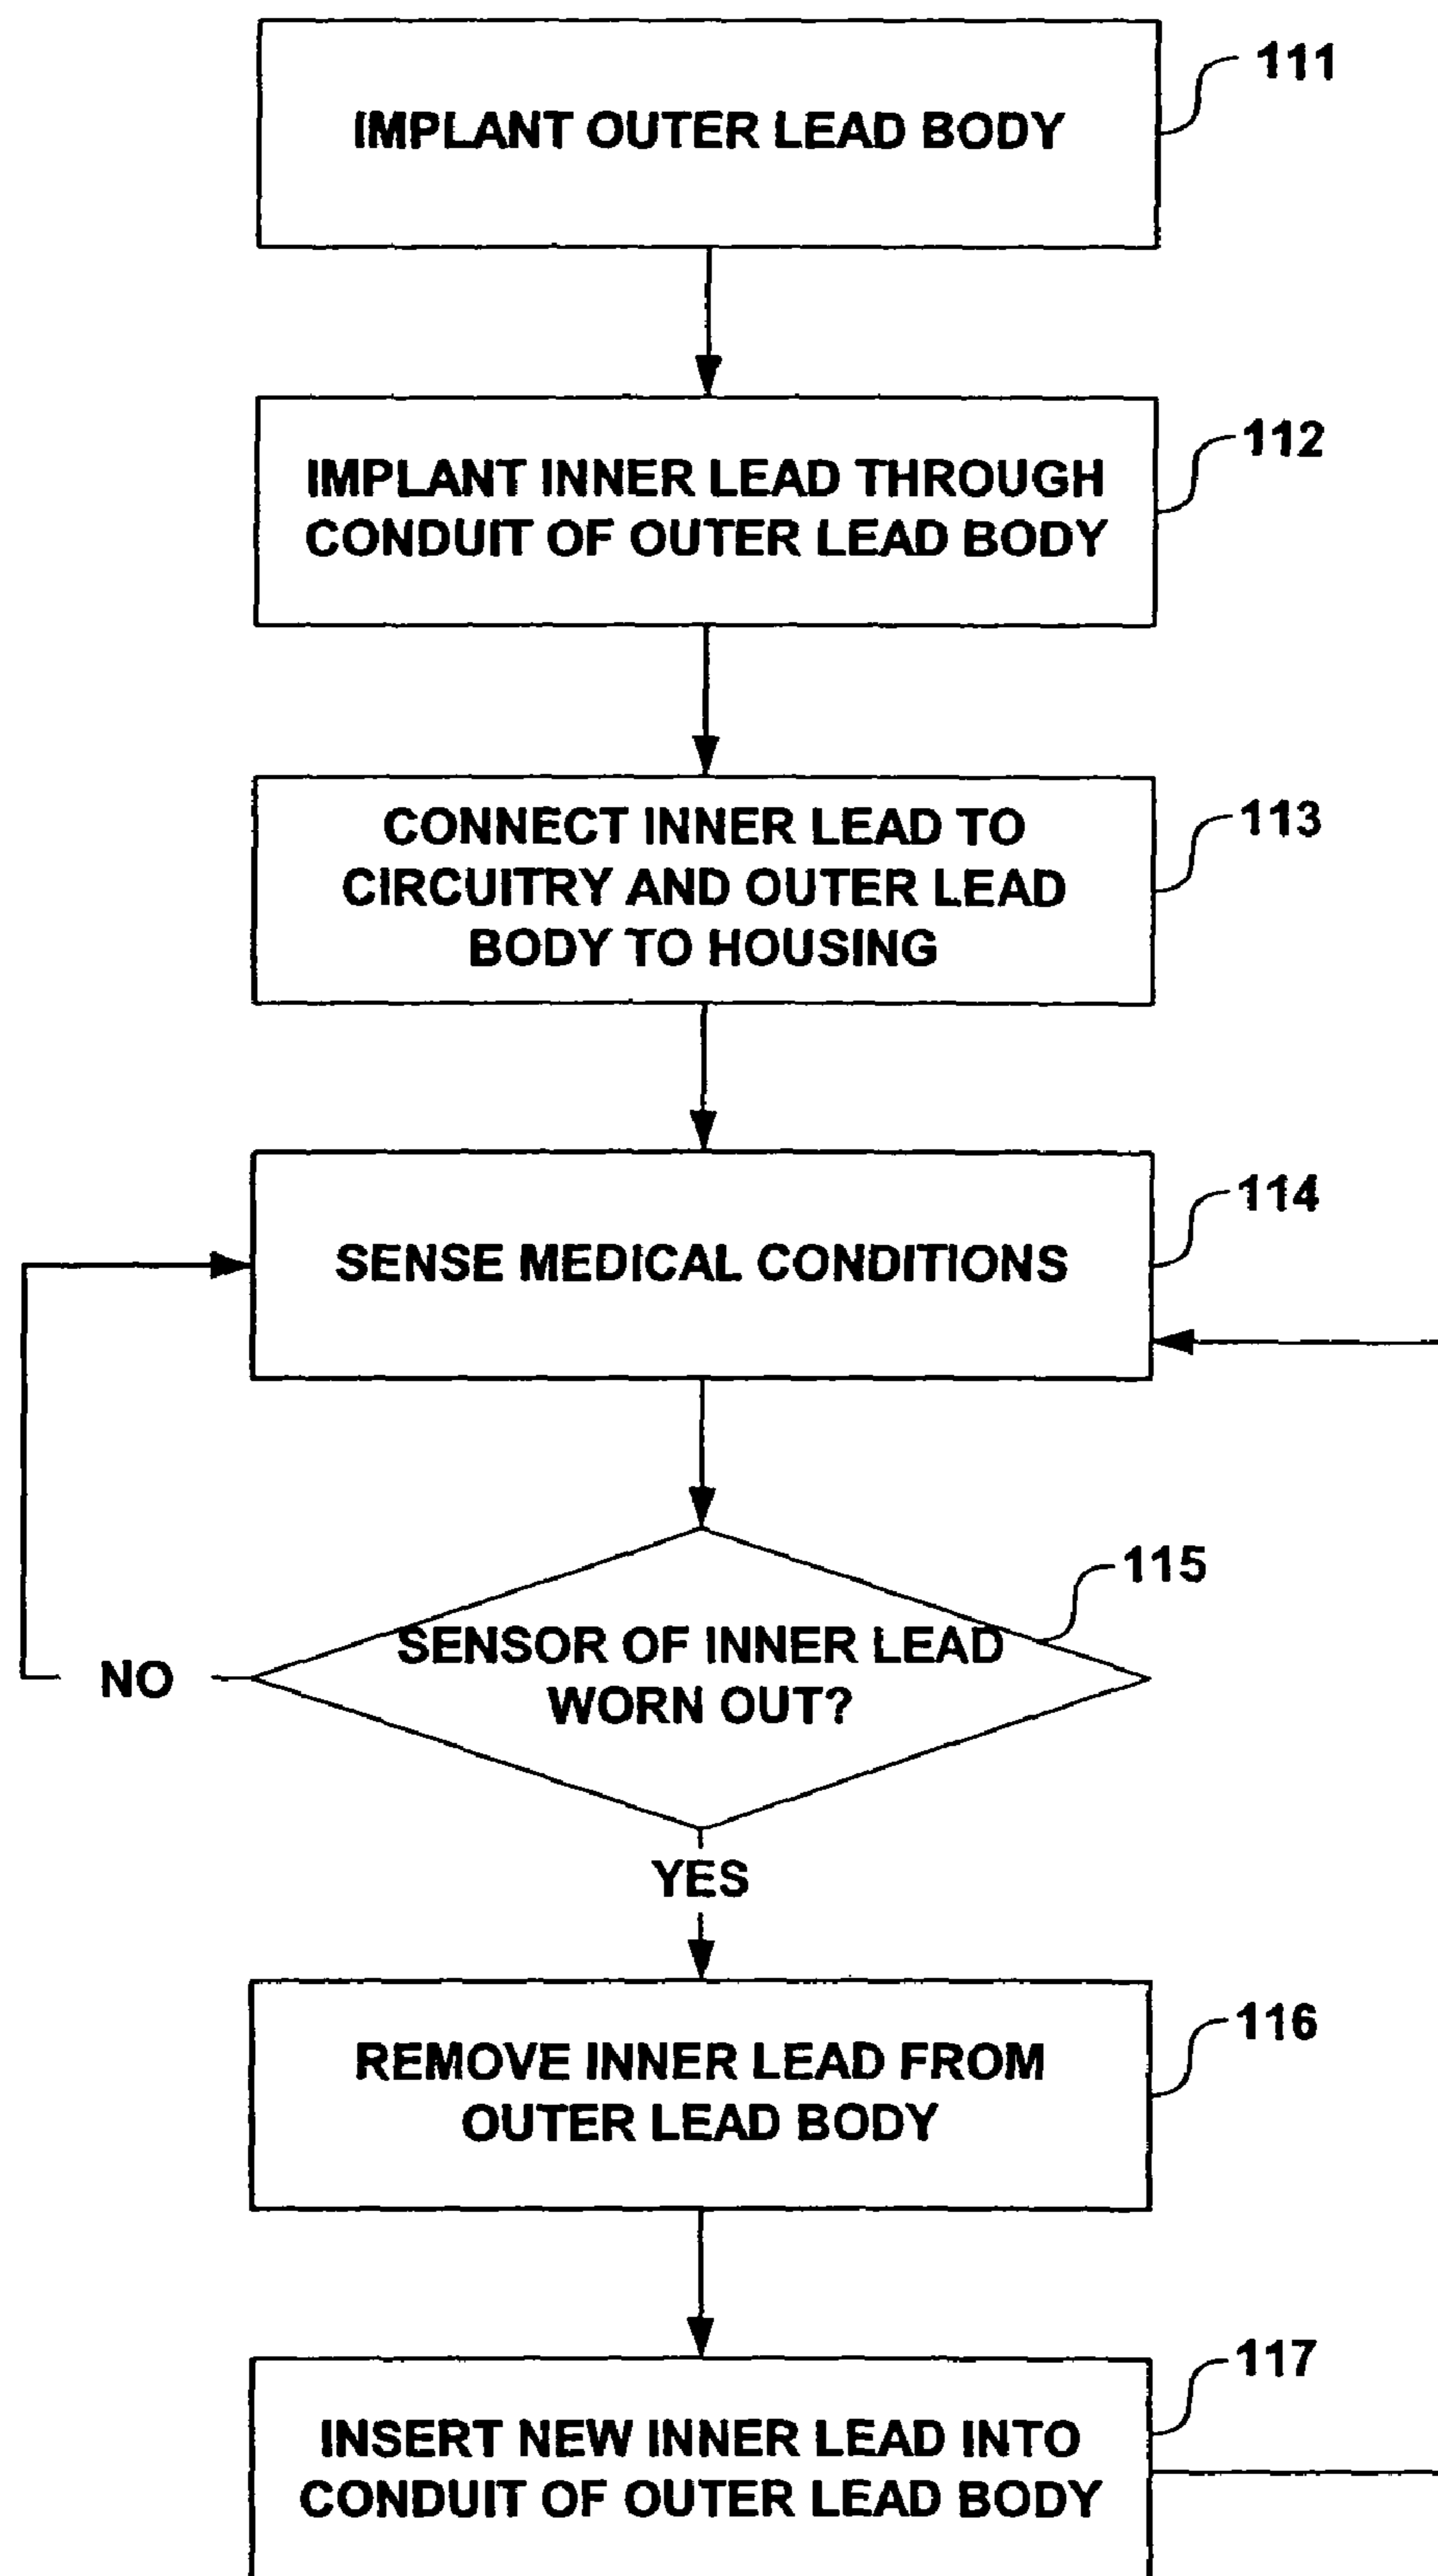 111
IMPLANT OUTER LEAD BODY
112
IMPLANT INNER LEAD THROUGH
CONDUIT OF OUTER LEAD BODY
113
CONNECT INNER LEAD TO
CIRCUITRY AND OUTER LEAD
BODY TO HOUSING
114
SENSE MEDICAL CONDITIONS
115
SENSOR OF INNER LEAD
WORN OUT?
NO
YES
116
REMOVE INNER LEAD FROM
OUTER LEAD BODY
117
INSERT NEW INNER LEAD INTO
CONDUIT OF OUTER LEAD BODY